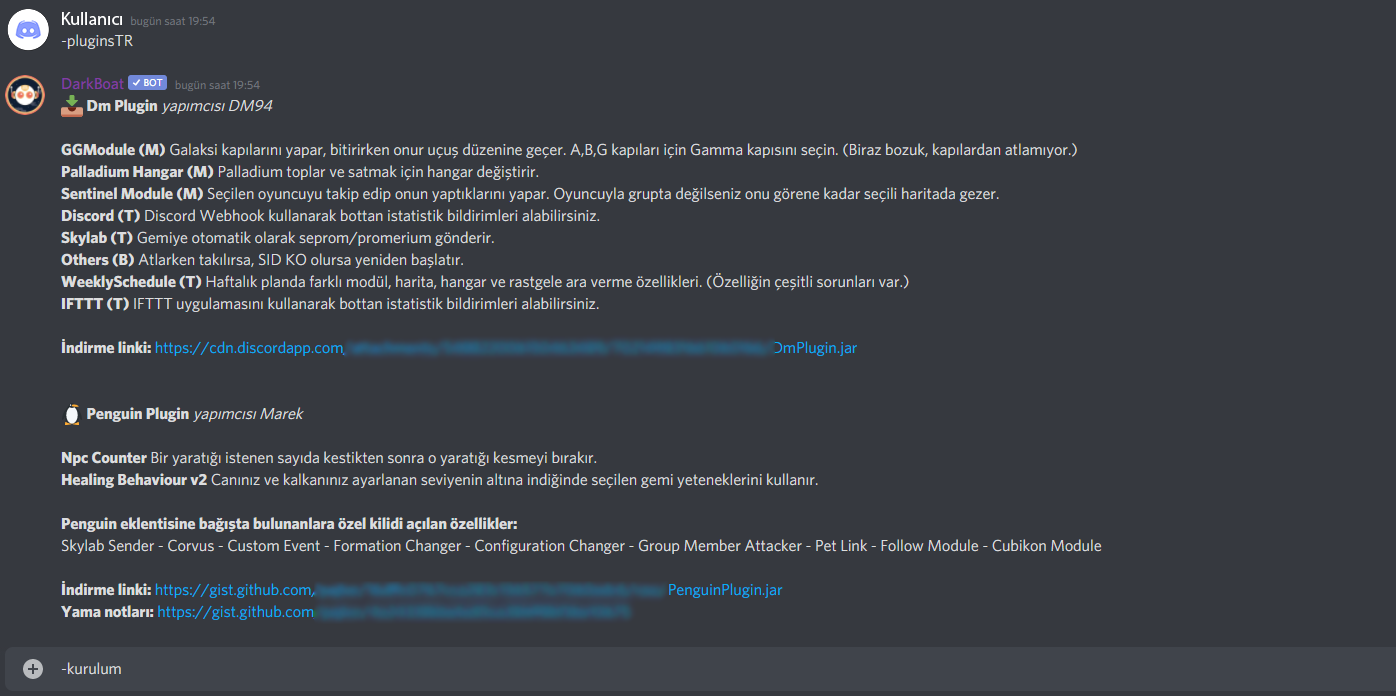 Kullanıcı bugün saat 19:54
-pluginsTR
DarkBoat BOT bugün saat 19:54
Dm Plugin yapımcısı DM94
GGModule (M) Galaksi kapılarını yapar, bitirirken onur uçuş düzenine geçer. A,B,G kapıları için Gamma kapısını seçin. (Biraz bozuk, kapılardan atlamıyor.)
Palladium Hangar (M) Palladium toplar ve satmak için hangar değiştirir.
Sentinel Module (M) Seçilen oyuncuyu takip edip onun yaptıklarını yapar. Oyuncuyla grupta değilseniz onu görene kadar seçili haritada gezer.
Discord (T) Discord Webhook kullanarak bottan istatistik bildirimleri alabilirsiniz.
Skylab (T) Gemiye otomatik olarak seprom/promerium gönderir.
Others (B) Atlarken takılırsa, SID KO olursa yeniden başlatır.
WeeklySchedule (T) Haftalık planda farklı modül, harita, hangar ve rastgele ara verme özellikleri. (Özelliğin çeşitli sorunları var.)
IFTTT (T) IFTTT uygulamasını kullanarak bottan istatistik bildirimleri alabilirsiniz.
İndirme linki: https://cdn.discordapp.com/ DmPlugin.jar
Penguin Plugin yapımcısı Marek
Npc Counter Bir yaratığı istenen sayıda kestikten sonra o yaratığı kesmeyi bırakır.
Healing Behaviour v2 Canınız ve kalkanınız ayarlanan seviyenin altına indiğinde seçilen gemi yeteneklerini kullanır.
Penguin eklentisine bağışta bulunanlara özel kilidi açılan özellikler:
Skylab Sender - Corvus - Custom Event - Formation Changer - Configuration Changer - Group Member Attacker - Pet Link - Follow Module - Cubikon Module
İndirme linki: https://gist.github.com/ PenguinPlugin.jar
Yama notları: https://gist.github.com
-kurulum